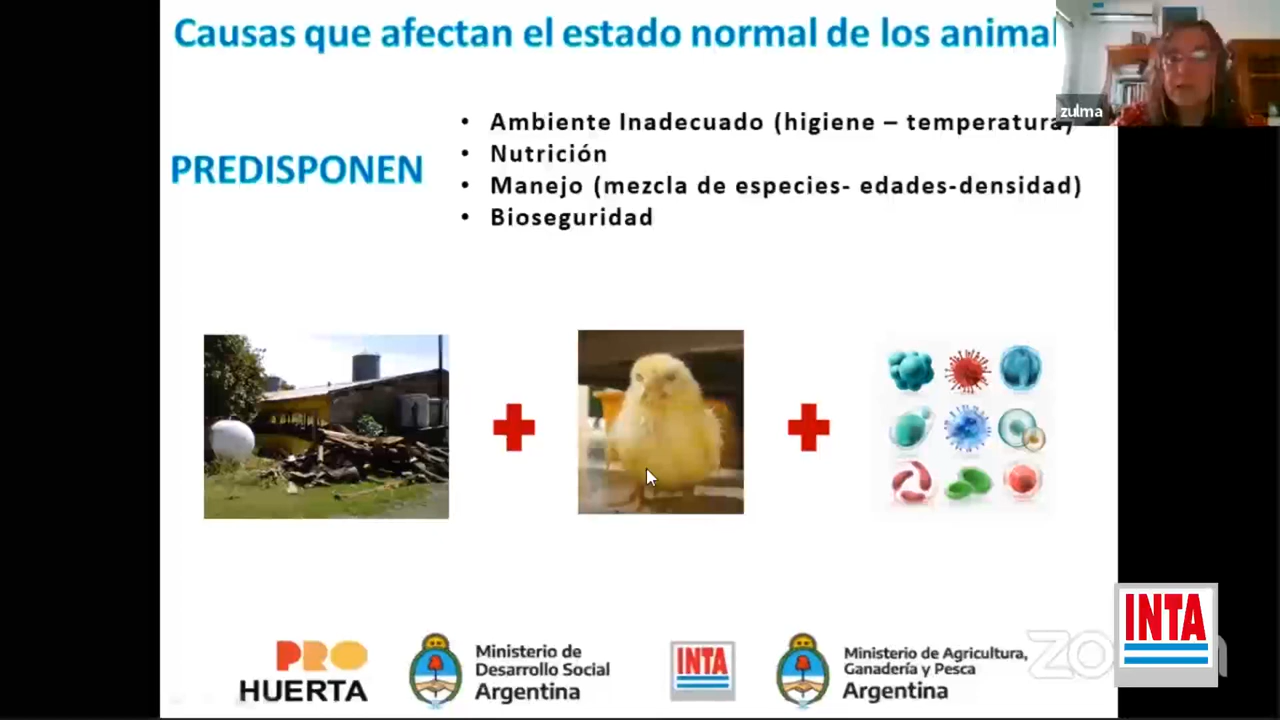 Causas que afectan el estado normal de los animal
zulma
• Ambiente Inadecuado (higiene – temperatura)
PREDISPONEN
• Nutrición
• Manejo (mezcla de especies- edades-densidad)
• Bioseguridad
PRO
HUERTA
Ministerio de
Desarrollo Social
Argentina
INTA
Ministerio de Agricultura,
Ganadería y Pesca
Argentina
INTA